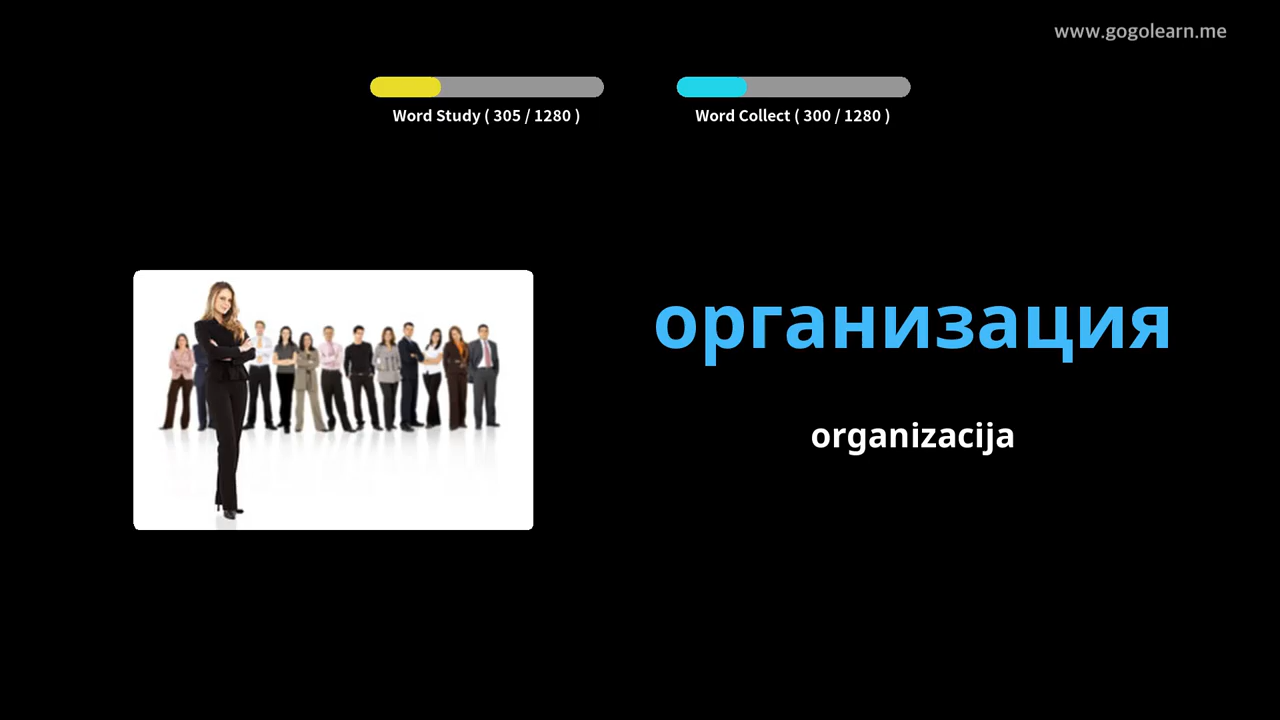 www.gogolearn.me
Word Study ( 305 / 1280 )
Word Collect ( 300 / 1280 )
организация
organizacija